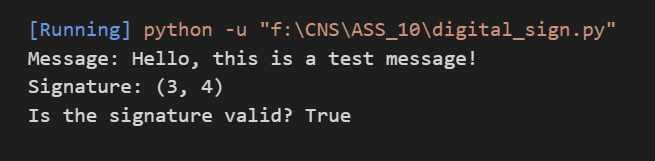 [Running] python -u "f:\CNS\ASS_10\digital_sign.py"
Message: Hello, this is a test message!
Signature: (3, 4)
Is the signature valid? True